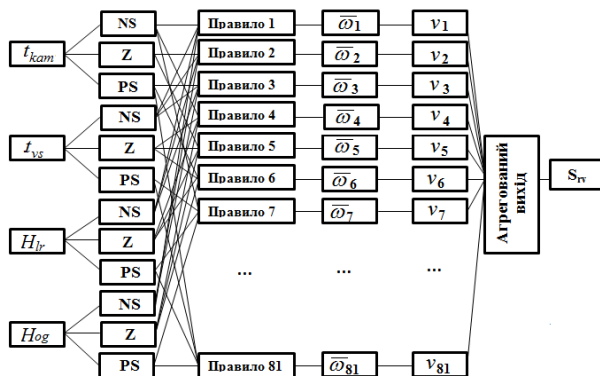 t_kam
t_vs
H_lr
H_og
NS
Z
PS
NS
Z
PS
NS
Z
PS
NS
Z
PS
Правило 1
Правило 2
Правило 3
Правило 4
Правило 5
Правило 6
Правило 7
...
Правило 81
ω̅1
ω̅2
ω̅3
ω̅4
ω̅5
ω̅6
ω̅7
...
ω̅81
v1
v2
v3
v4
v5
v6
v7
...
v81
Агрегований
вихід
S_rv